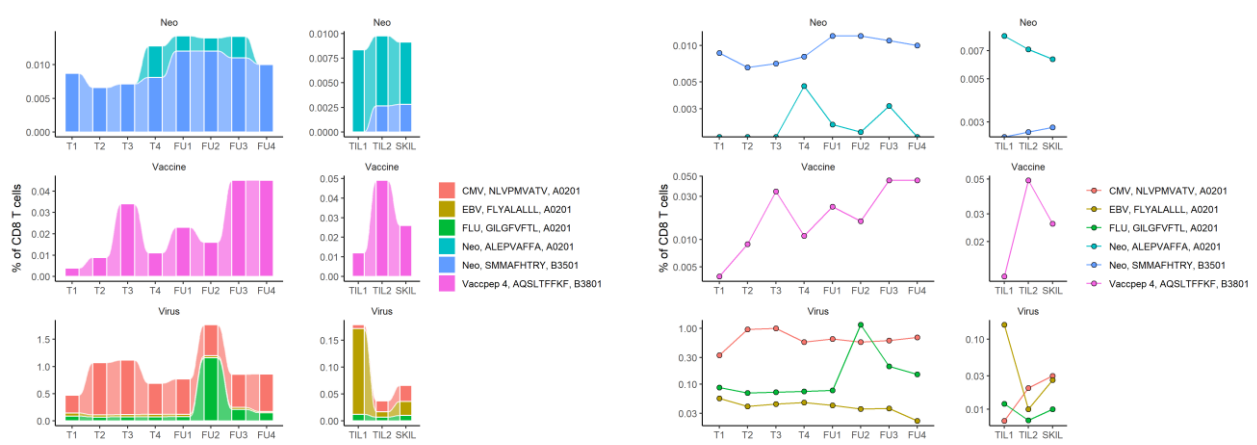 Neo
0.010
0.005
0.000
T1 T2 T3 T4 FU1 FU2 FU3 FU4
Neo
0.0100
0.0075
0.0050
0.0025
0.0000
TIL1 TIL2 SKIL
% of CD8 T cells
Vaccine
0.04
0.03
0.02
0.01
0.00
T1 T2 T3 T4 FU1 FU2 FU3 FU4
Vaccine
0.05
0.04
0.03
0.02
0.01
0.00
TIL1 TIL2 SKIL
CMV, NLVPMVATV, A0201
EBV, FLYALALLL, A0201
FLU, GILGFVFTL, A0201
Neo, ALEPVAFFA, A0201
Neo, SMMAFHTRY, B3501
Vaccpep 4, AQSLTFFKF, B3801
Virus
1.5
1.0
0.5
0.0
T1 T2 T3 T4 FU1 FU2 FU3 FU4
Virus
0.15
0.10
0.05
0.00
TIL1 TIL2 SKIL
Neo
0.010
0.005
0.003
T1 T2 T3 T4 FU1 FU2 FU3 FU4
Neo
0.007
0.005
0.003
TIL1 TIL2 SKIL
% of CD8 T cells
Vaccine
0.050
0.030
0.010
0.005
T1 T2 T3 T4 FU1 FU2 FU3 FU4
Vaccine
0.05
0.03
0.02
TIL1 TIL2 SKIL
CMV, NLVPMVATV, A0201
EBV, FLYALALLL, A0201
FLU, GILGFVFTL, A0201
Neo, ALEPVAFFA, A0201
Neo, SMMAFHTRY, B3501
Vaccpep 4, AQSLTFFKF, B3801
Virus
1.00
0.30
0.10
0.03
T1 T2 T3 T4 FU1 FU2 FU3 FU4
Virus
0.10
0.03
0.01
TIL1 TIL2 SKIL